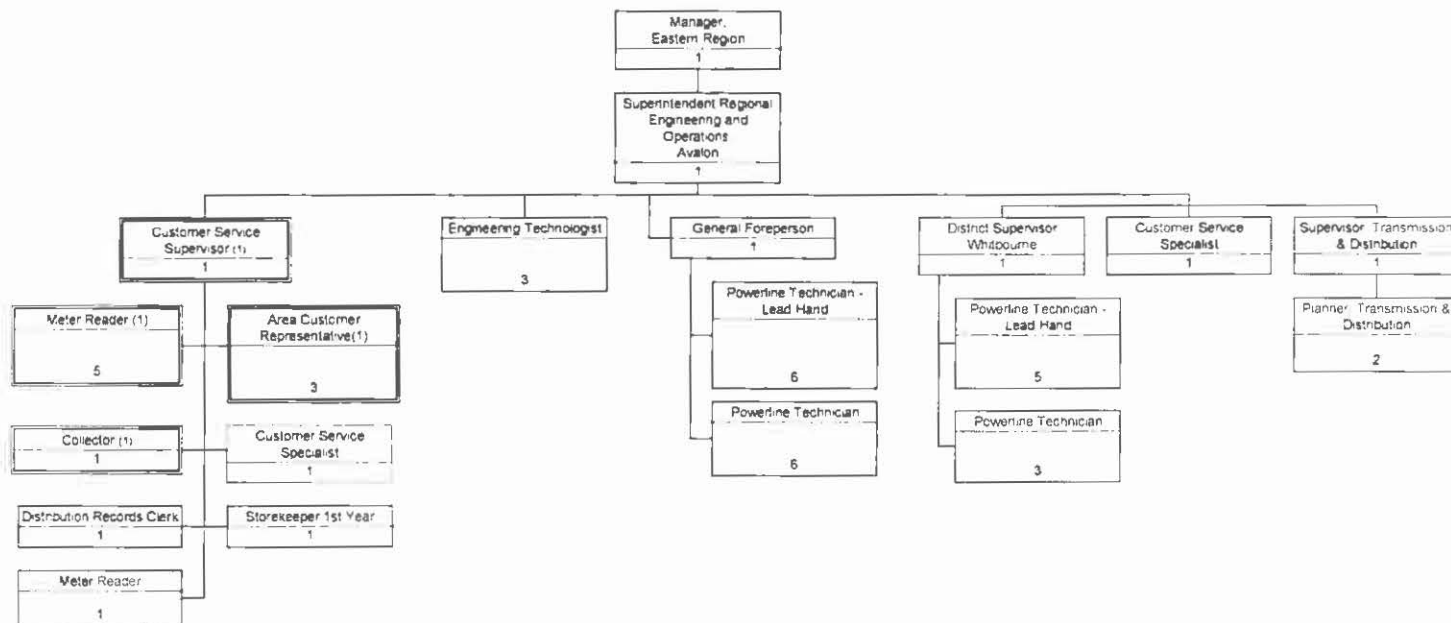 Manager,
Eastern Region
1
Superintendent Regional
Engineering and
Operations
Avalon
1
Customer Service
Supervisor (1)
1
Engineering Technologist
3
General Foreperson
1
District Supervisor
Whitbourne
1
Customer Service
Specialist
1
Supervisor, Transmission
& Distribution
1
Meter Reader (1)
5
Area Customer
Representative(1)
3
Powerline Technician -
Lead Hand
6
Powerline Technician -
Lead Hand
5
Planner, Transmission &
Distribution
2
Collector (1)
1
Customer Service
Specialist
1
Powerline Technician
6
Powerline Technician
3
Distribution Records Clerk
1
Storekeeper 1st Year
1
Meter Reader
1